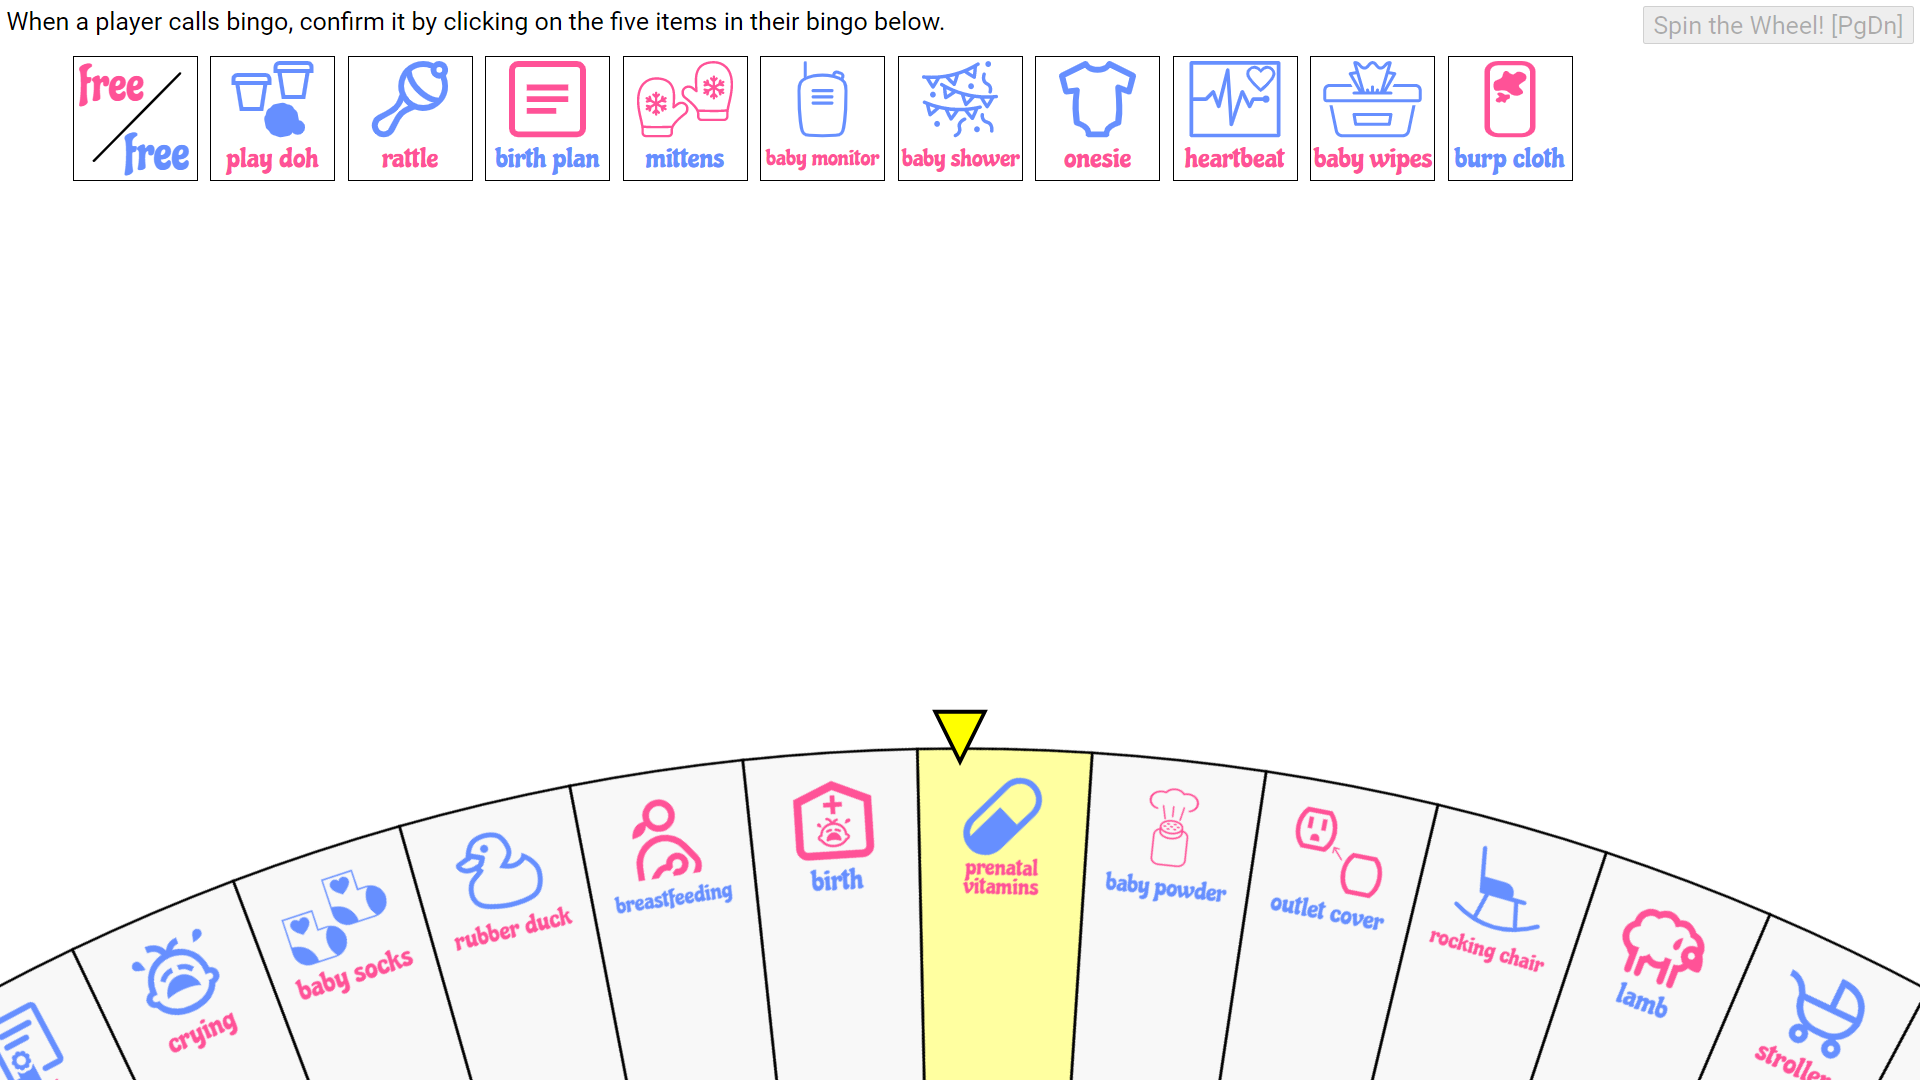 When a player calls bingo, confirm it by clicking on the five items in their bingo below.
Spin the Wheel! [PgDn]
free
free
play doh
rattle
birth plan
mittens
baby monitor
baby shower
onesie
heartbeat
baby wipes
burp cloth
crying
baby socks
rubber duck
breastfeeding
birth
prenatal
vitamins
baby powder
outlet cover
rocking chair
lamb
stroller